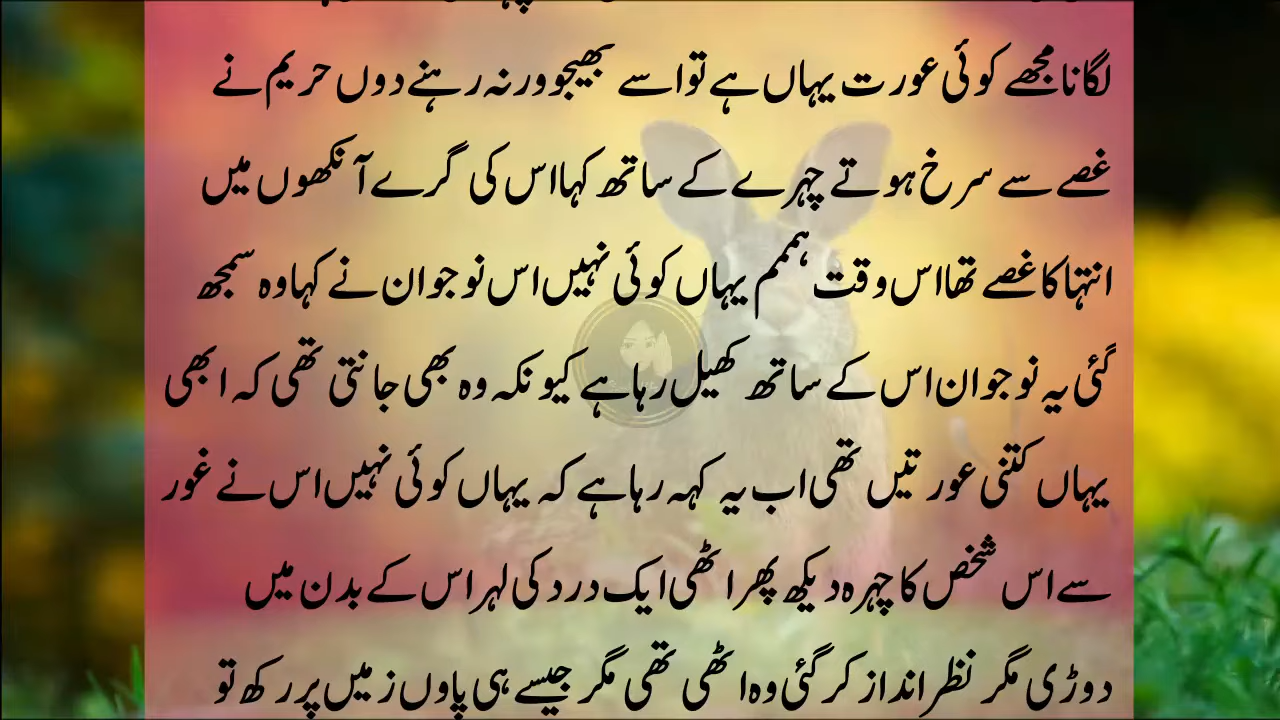 لگانا مجھے کوئی عورت یہاں ہے تو اسے بھیجو ورنہ رہنے دوں حریم نے
غصے سے سرخ ہوتے چہرے کے ساتھ کہا اس کی گرے آنکھوں میں
انتہا کا غصے تھا اس وقت ہممم یہاں کوئی نہیں اس نوجوان نے کہا وہ سمجھ
گئی یہ نوجوان اس کے ساتھ کھیل رہا ہے کیونکہ وہ بھی جانتی تھی کہ ابھی
یہاں کتنی عورتیں تھی اب یہ کہہ رہا ہے کہ یہاں کوئی نہیں اس نے غور
سے اس شخص کا چہرہ دیکھ پھر اٹھی ایک درد کی لہر اس کے بدن میں
دوڑی مگر نظر انداز کر گئی وہ اٹھی تھی مگر جیسے ہی پاوں زمیں پر رکھ تو